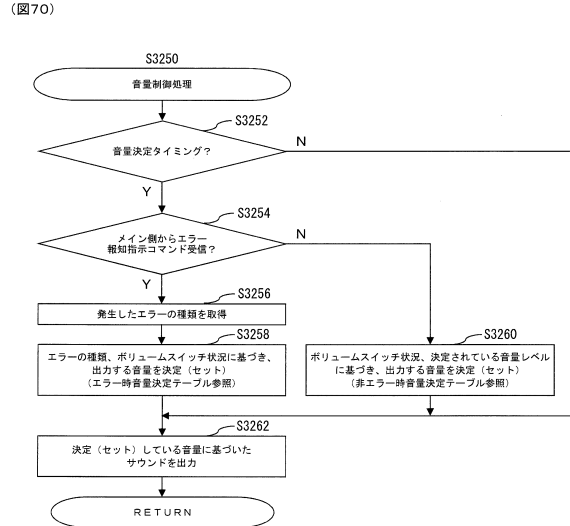 (図70)
S3250
音量制御処理
S3252
音量決定タイミング？
N
Y
S3254
メイン側からエラー
報知指示コマンド受信？
N
Y
S3256
発生したエラーの種類を取得
S3258
エラーの種類、ボリュームスイッチ状況に基づき、
出力する音量を決定（セット）
（エラー時音量決定テーブル参照）
S3260
ボリュームスイッチ状況、決定されている音量レベル
に基づき、出力する音量を決定（セット）
（非エラー時音量決定テーブル参照）
S3262
決定（セット）している音量に基づいた
サウンドを出力
RETURN